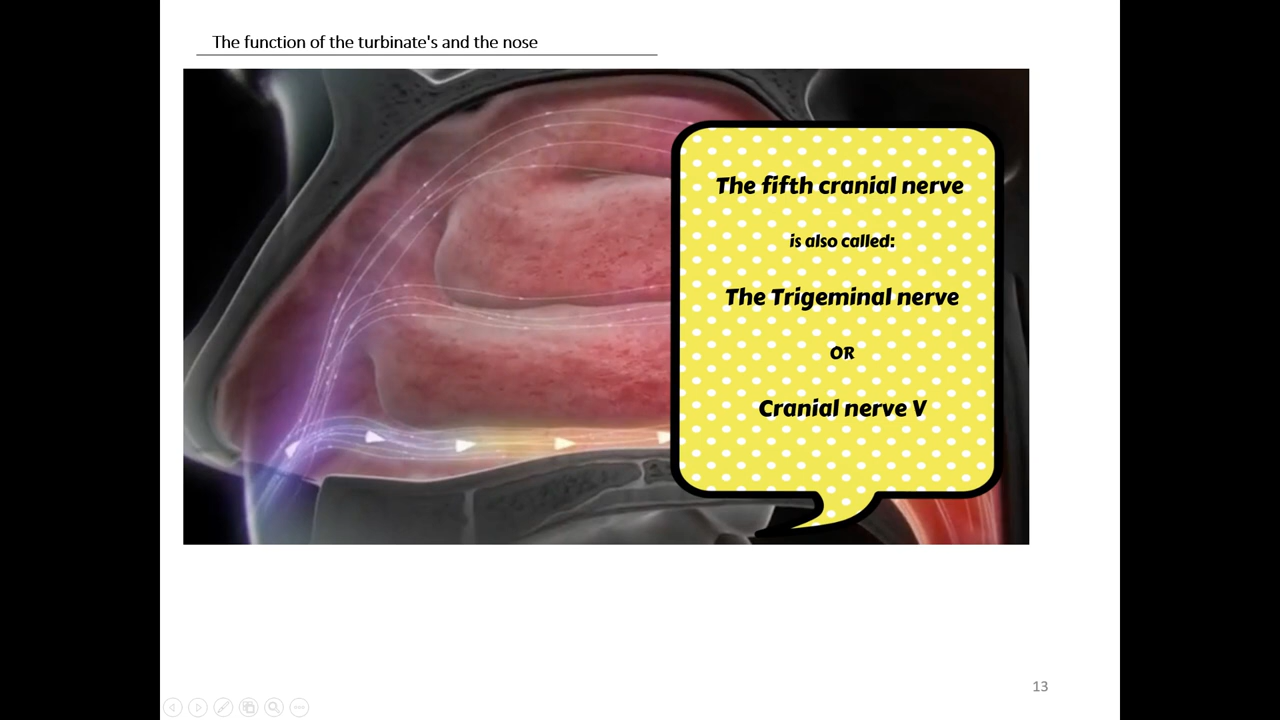 The function of the turbinate's and the nose
The fifth cranial nerve
is also called:
The Trigeminal nerve
OR
Cranial nerve V
13